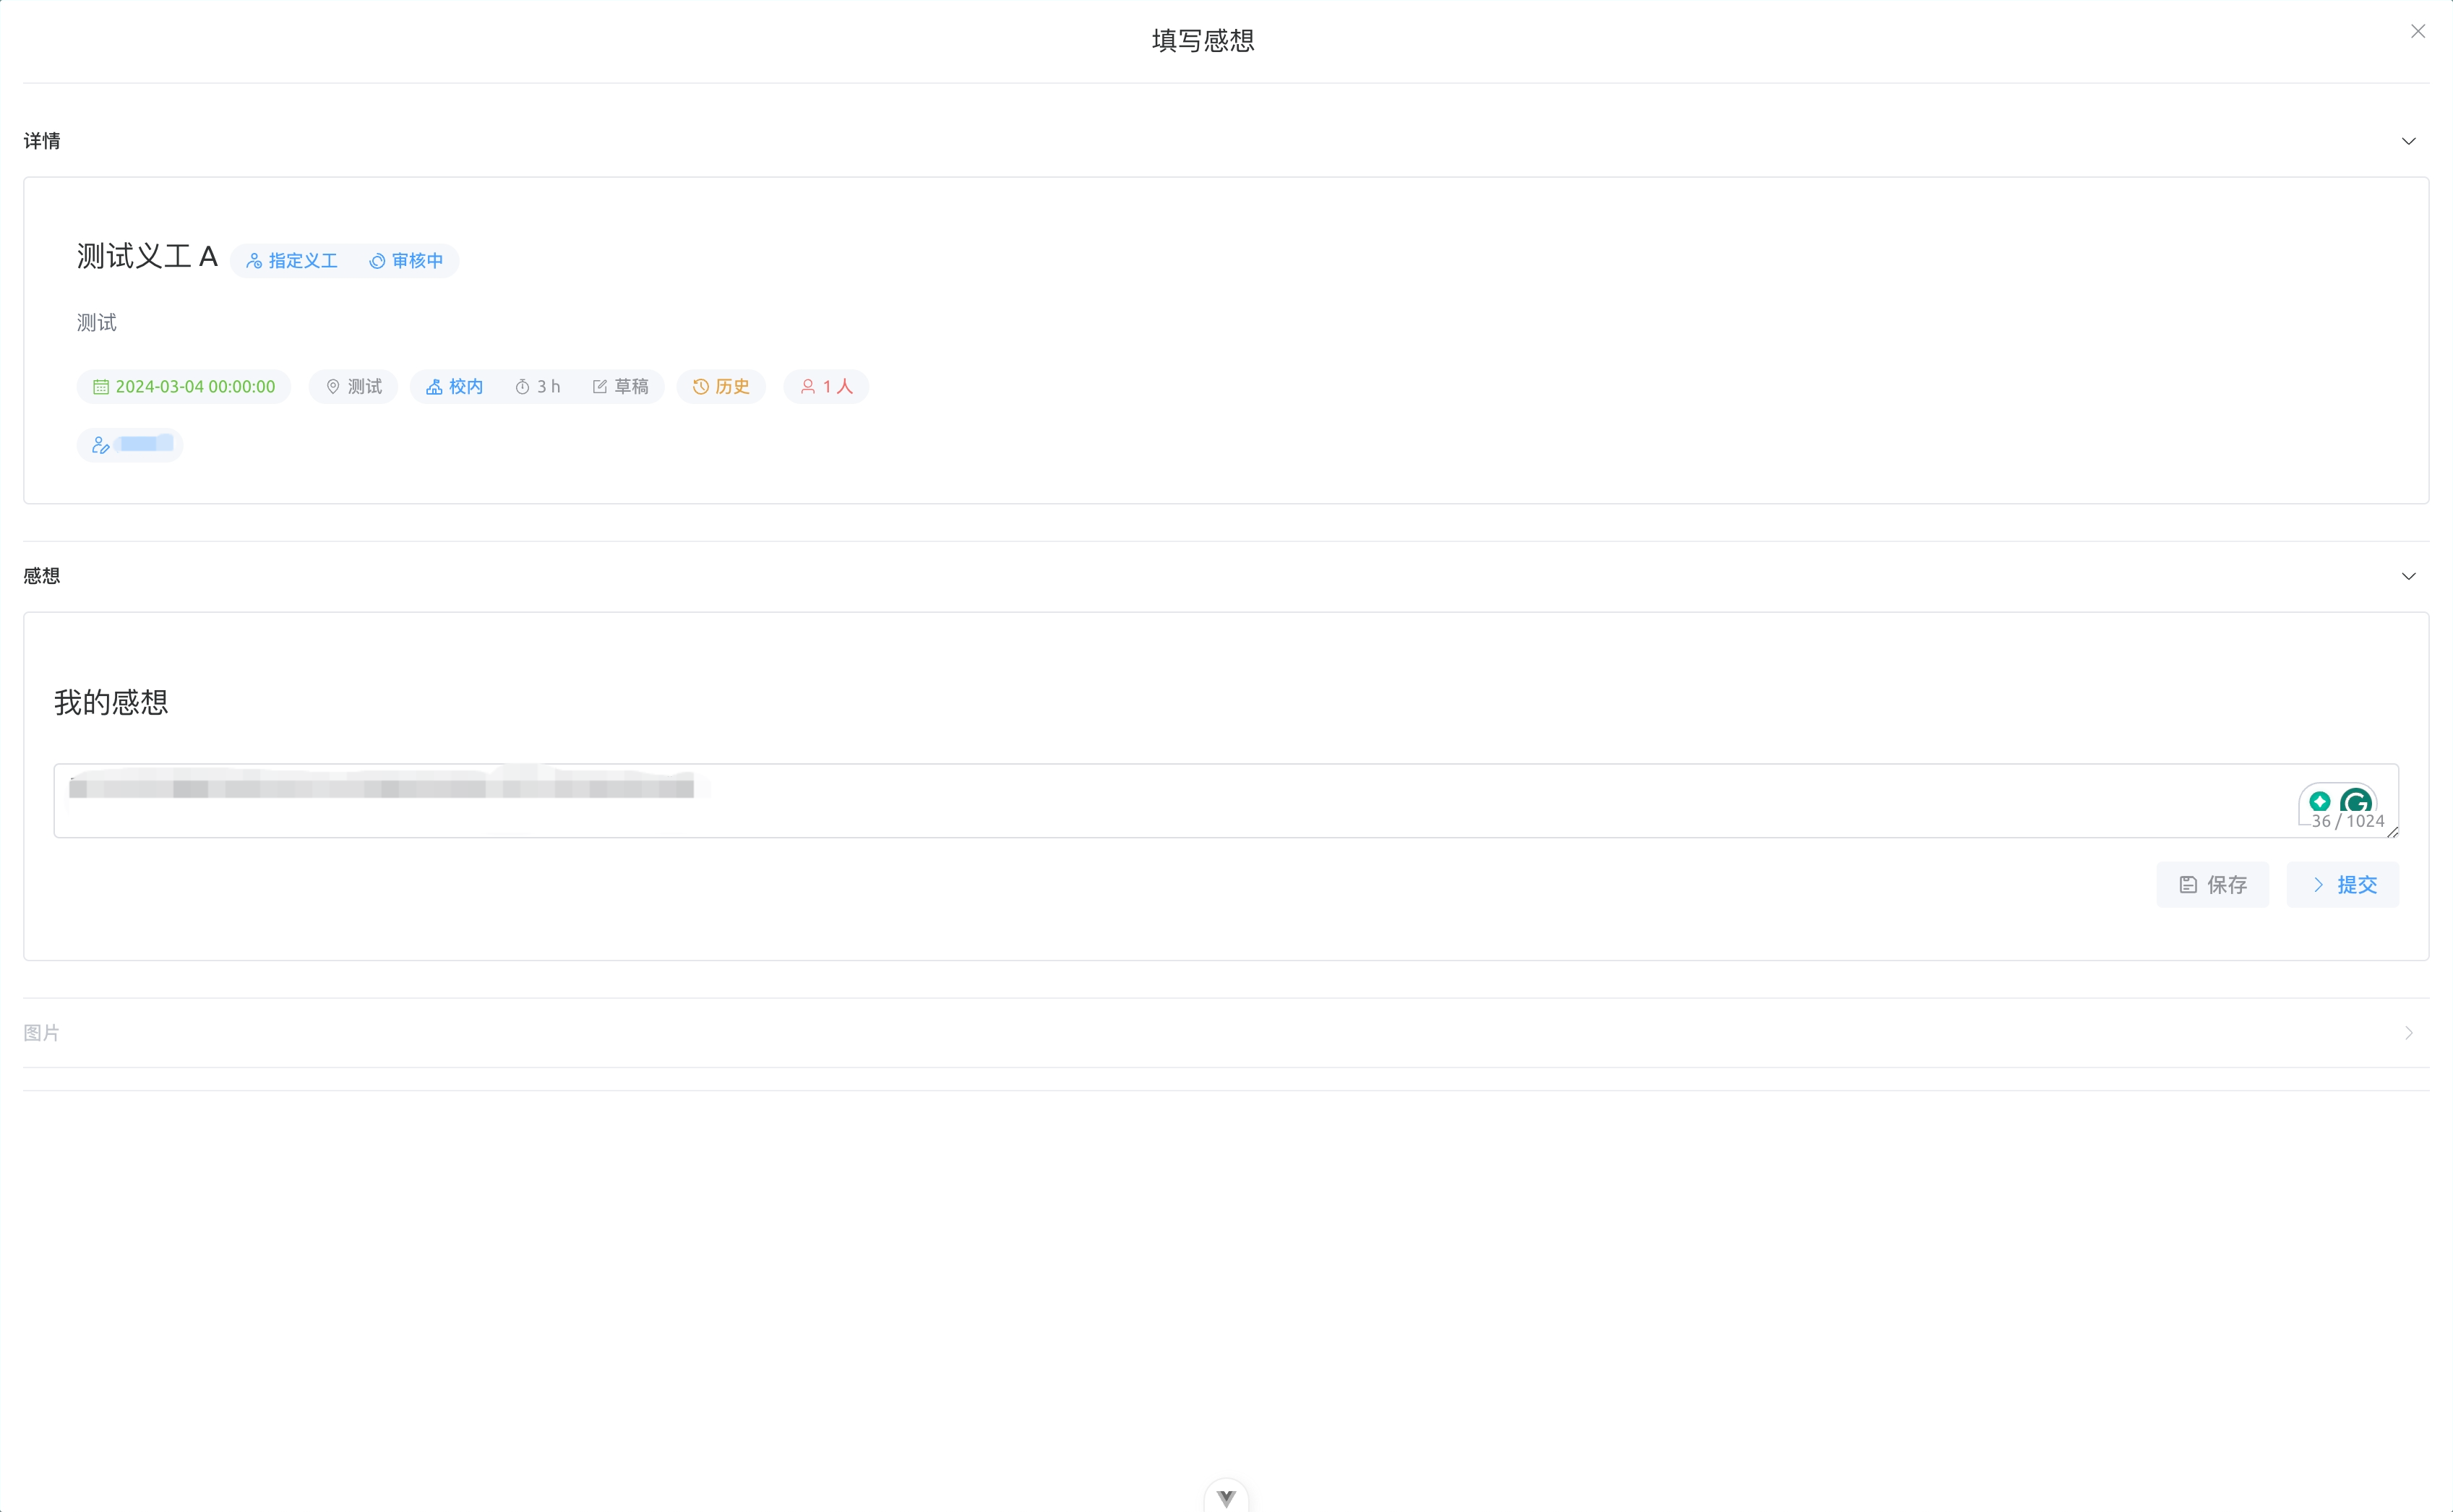 填写感想
详情
测试义工 A 指定义工 审核中
测试
2024-03-04 00:00:00 测试 校内 3 h 草稿 历史 1 人
感想
我的感想
36 / 1024
保存 提交
图片